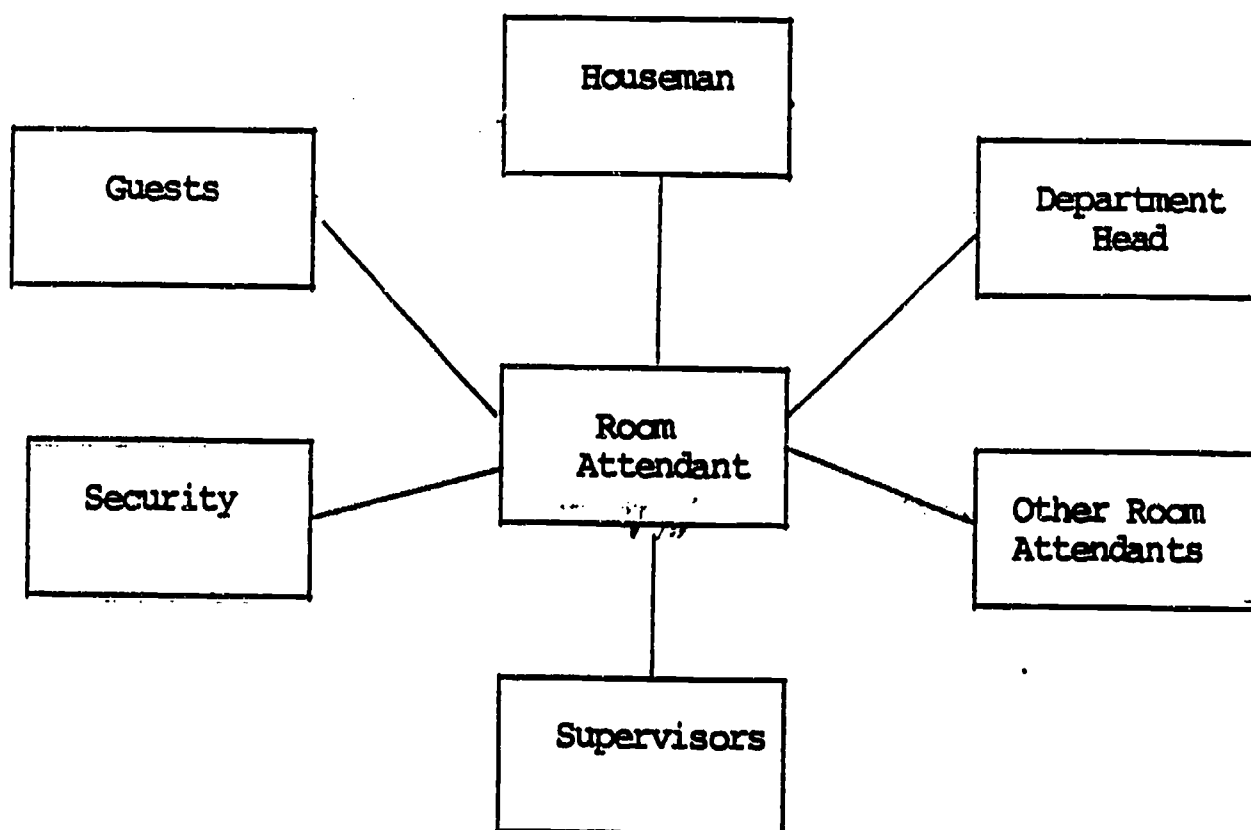 Houseman
Guests
Department
Head
Room
Attendant
Security
Other Room
Attendants
Supervisors